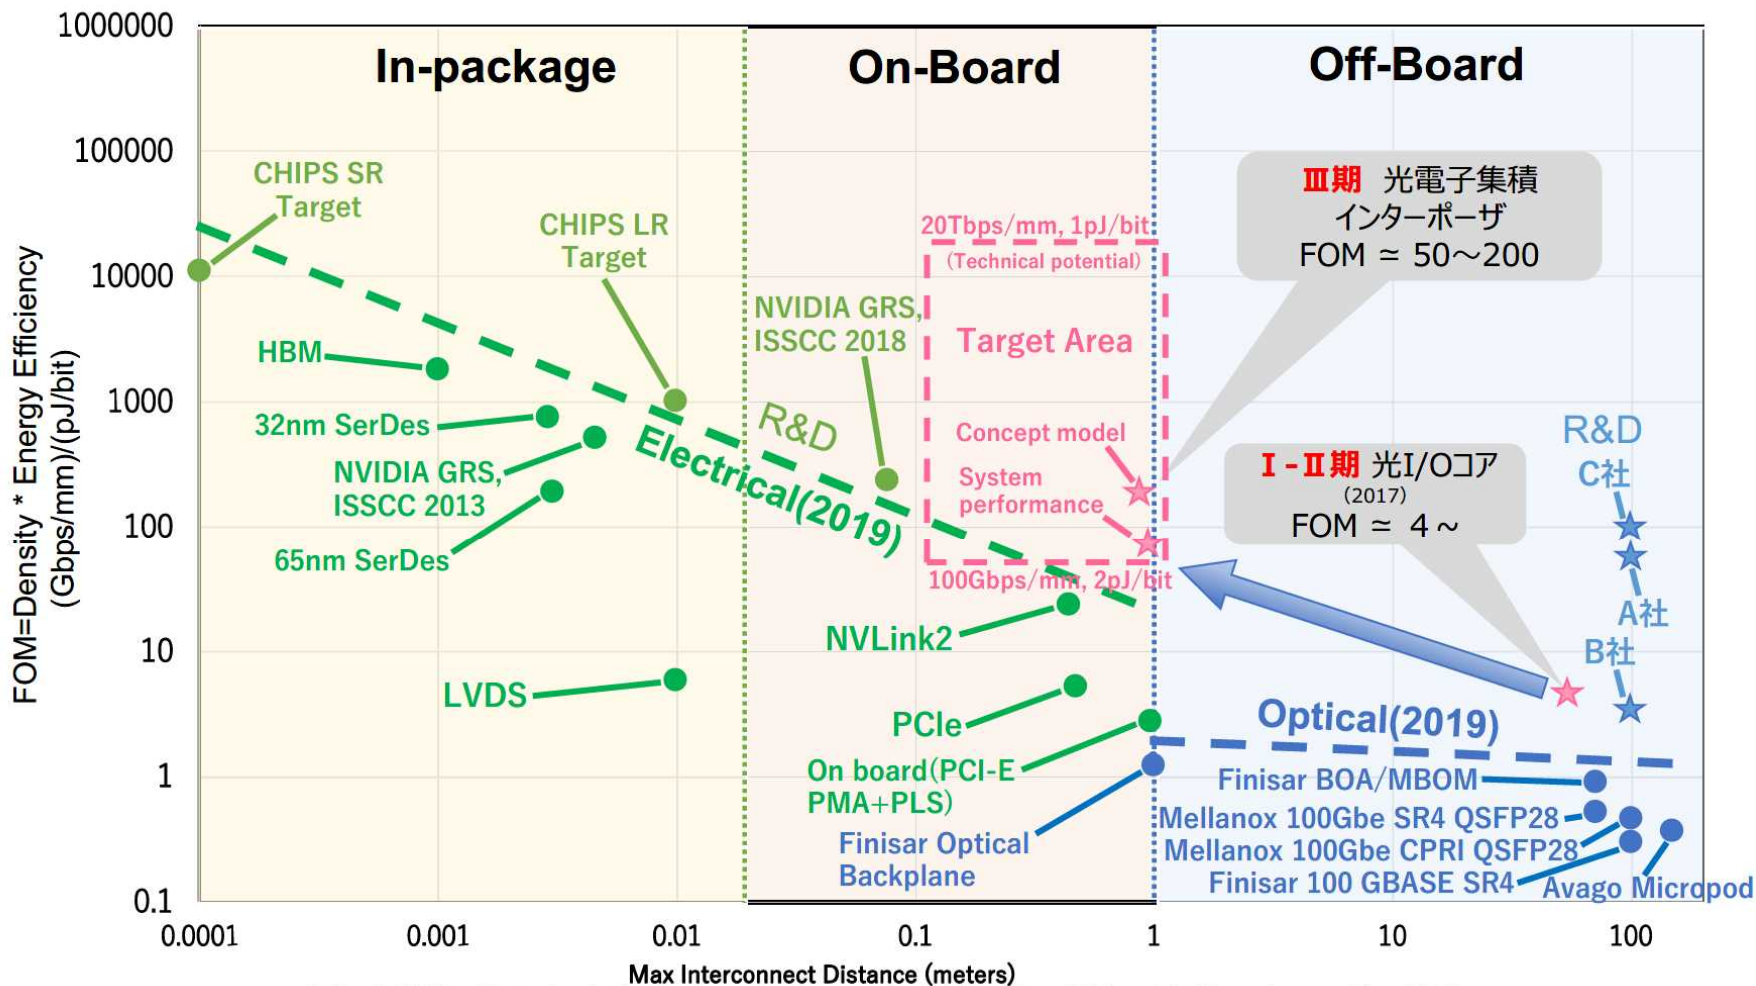 In-package
On-Board
Off-Board
1000000
100000
10000
1000
100
10
1
0.1
FOM=Density * Energy Efficiency
(Gbps/mm)/(pJ/bit)
CHIPS SR
Target
CHIPS LR
Target
HBM
32nm SerDes
NVIDIA GRS,
ISSCC 2013
65nm SerDes
LVDS
Electrical(2019)
R&D
NVIDIA GRS,
ISSCC 2018
20Tbps/mm, 1pJ/bit
(Technical potential)
Target Area
Concept model
System
performance
100Gbps/mm, 2pJ/bit
NVLink2
PCIe
On board(PCI-E
PMA+PLS)
Finisar Optical
Backplane
Ⅲ期 光電子集積
インターポーザ
FOM ≃ 50～200
Ⅰ-Ⅱ期 光I/Oコア
(2017)
FOM ≃ 4～
R&D
C社
A社
B社
Optical(2019)
Finisar BOA/MBOM
Mellanox 100Gbe SR4 QSFP28
Mellanox 100Gbe CPRI QSFP28
Finisar 100 GBASE SR4
Avago Micropod
0.0001
0.001
0.01
0.1
1
10
100
Max Interconnect Distance (meters)